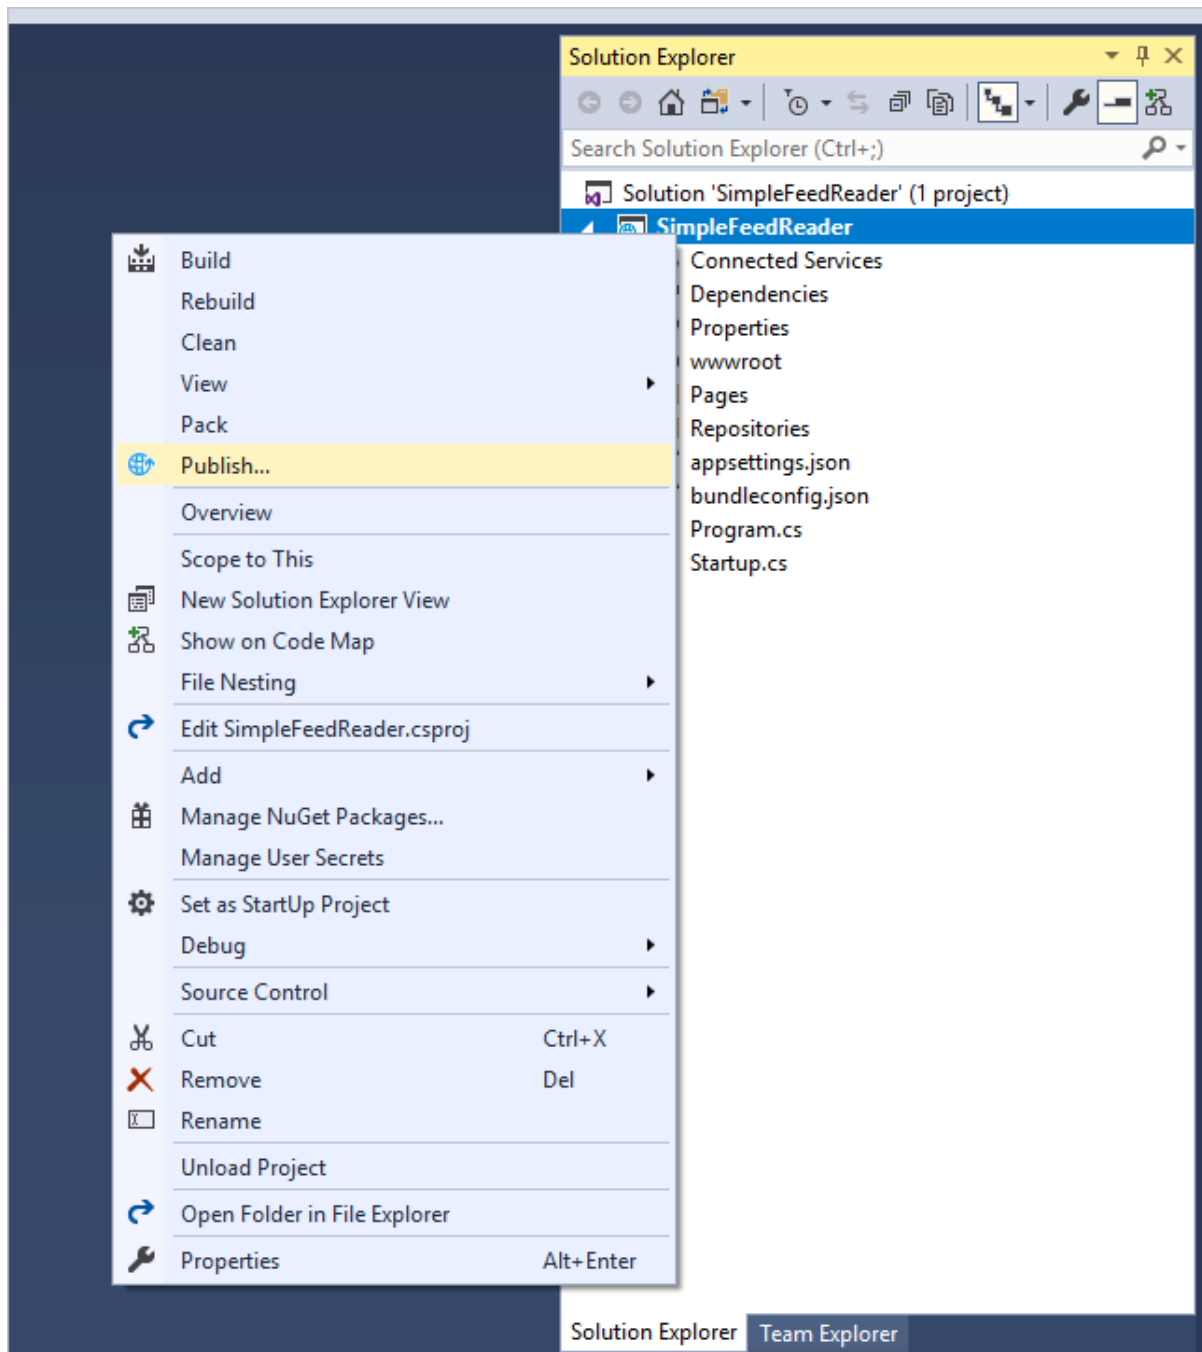 Solution Explorer
Search Solution Explorer (Ctrl+;)
Solution 'SimpleFeedReader' (1 project)
SimpleFeedReader
Connected Services
Dependencies
Properties
wwwroot
Pages
Repositories
appsettings.json
bundleconfig.json
Program.cs
Startup.cs
Build
Rebuild
Clean
View
Pack
Publish...
Overview
Scope to This
New Solution Explorer View
Show on Code Map
File Nesting
Edit SimpleFeedReader.csproj
Add
Manage NuGet Packages...
Manage User Secrets
Set as StartUp Project
Debug
Source Control
Cut Ctrl+X
Remove Del
Rename
Unload Project
Open Folder in File Explorer
Properties Alt+Enter
Solution Explorer Team Explorer